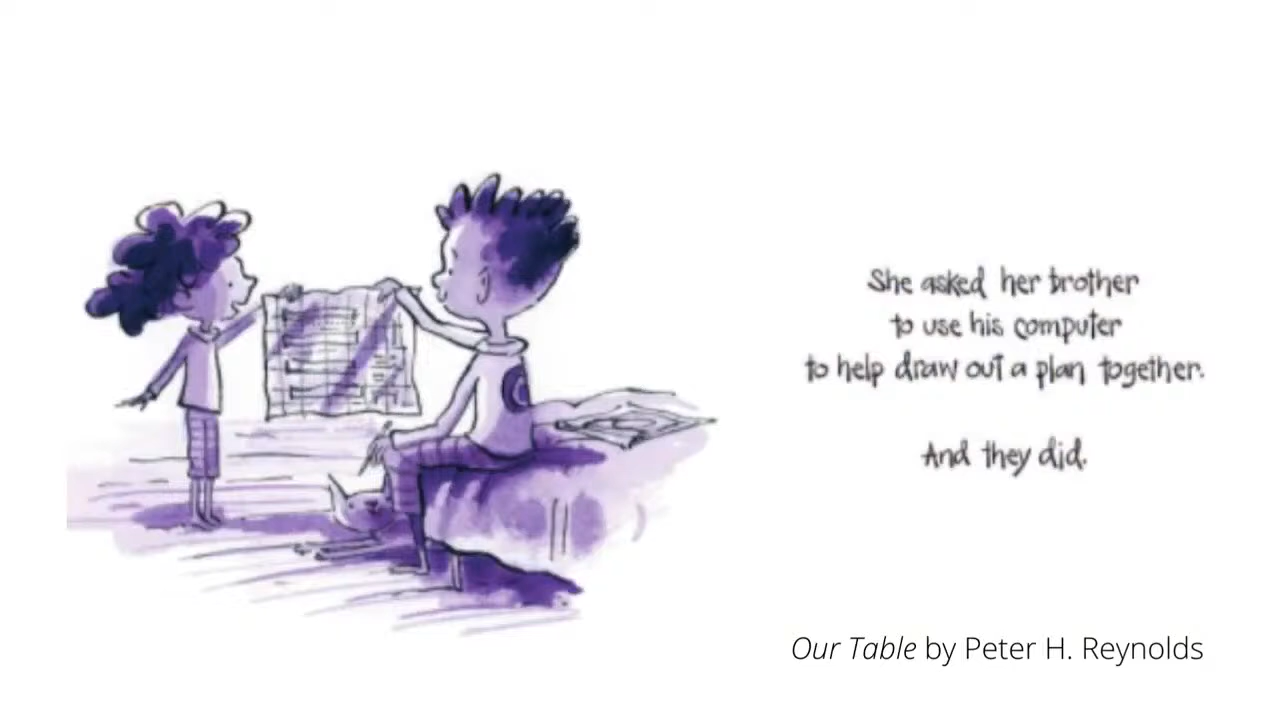 She asked her brother
to use his computer
to help draw out a plan together.
And they did.
Our Table by Peter H. Reynolds